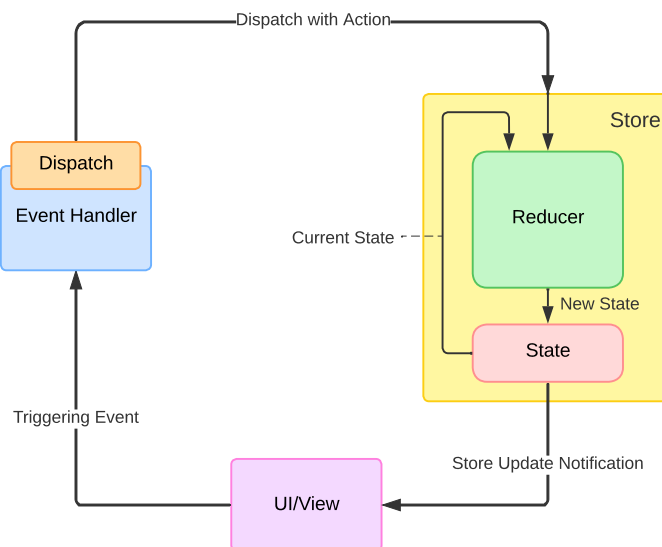 Dispatch with Action
Store
Dispatch
Event Handler
Reducer
Current State
New State
State
Triggering Event
Store Update Notification
UI/View